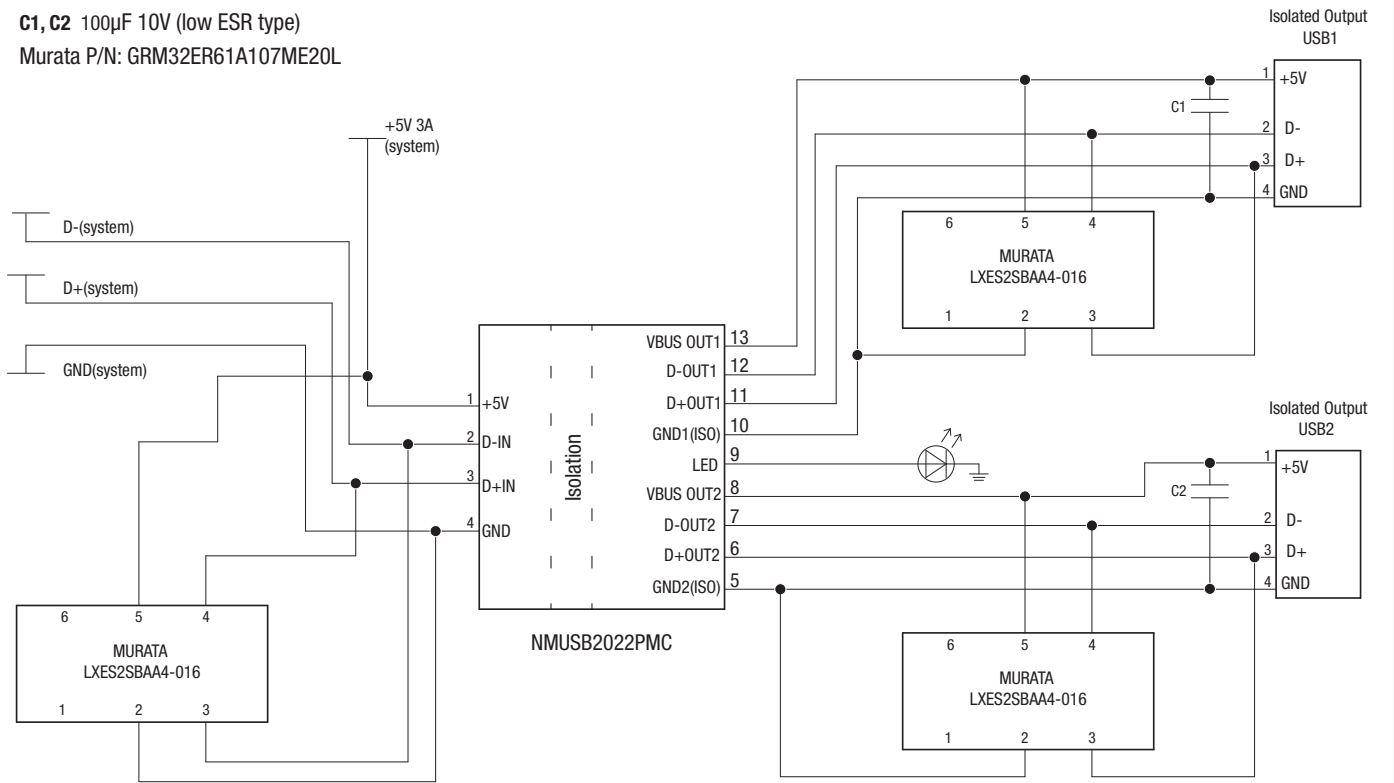 C1, C2 100µF 10V (low ESR type)
Murata P/N: GRM32ER61A107ME20L
+5V 3A
(system)
D-(system)
D+(system)
GND(system)
1 +5V
2 D-IN
3 D+IN
4 GND
Isolation
VBUS OUT1 13
D-OUT1 12
D+OUT1 11
GND1(ISO) 10
LED 9
VBUS OUT2 8
D-OUT2 7
D+OUT2 6
GND2(ISO) 5
NMUSB2022PMC
6 5 4
MURATA
LXES2SBAA4-016
1 2 3
Isolated Output
USB1
1 +5V
C1
2 D-
3 D+
4 GND
6 5 4
MURATA
LXES2SBAA4-016
1 2 3
Isolated Output
USB2
1 +5V
C2
2 D-
3 D+
4 GND
6 5 4
MURATA
LXES2SBAA4-016
1 2 3